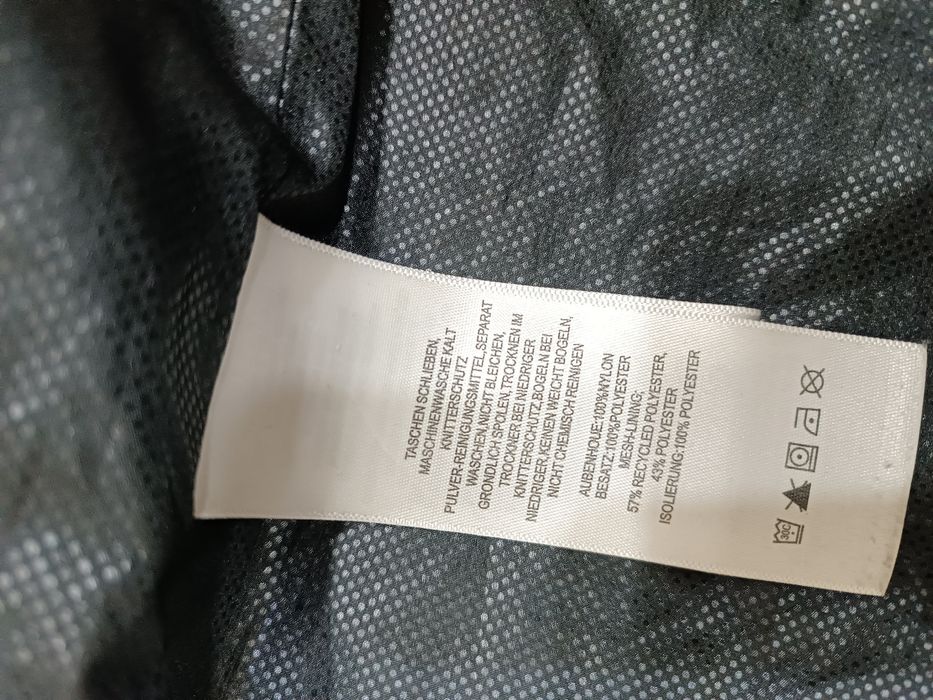 TASCHEN SCHLIEBEN,
MASCHINENWASCHE KALT
KNITTERSCHUTZ
PULVER-REINIGUNGSMITTEL,SEPARAT
WASCHEN,NICHT BLEICHEN,
GRONDLICH SPOLEN,TROCKNEN IM
TROCKNER BEI NIEDRIGER
KNITTERSCHUTZ,BOGELN BEI
NIEDRIGER,KEINEN WEICHT BOGELN,
NICHT CHEMISCH REINIGEN
AUBENHOUE:100%NYLON
BESATZ:100%POLYESTER
MESH-LINING;
57% RECYCLED POLYESTER,
43% POLYESTER
ISOLIERUNG:100% POLYESTER
30C